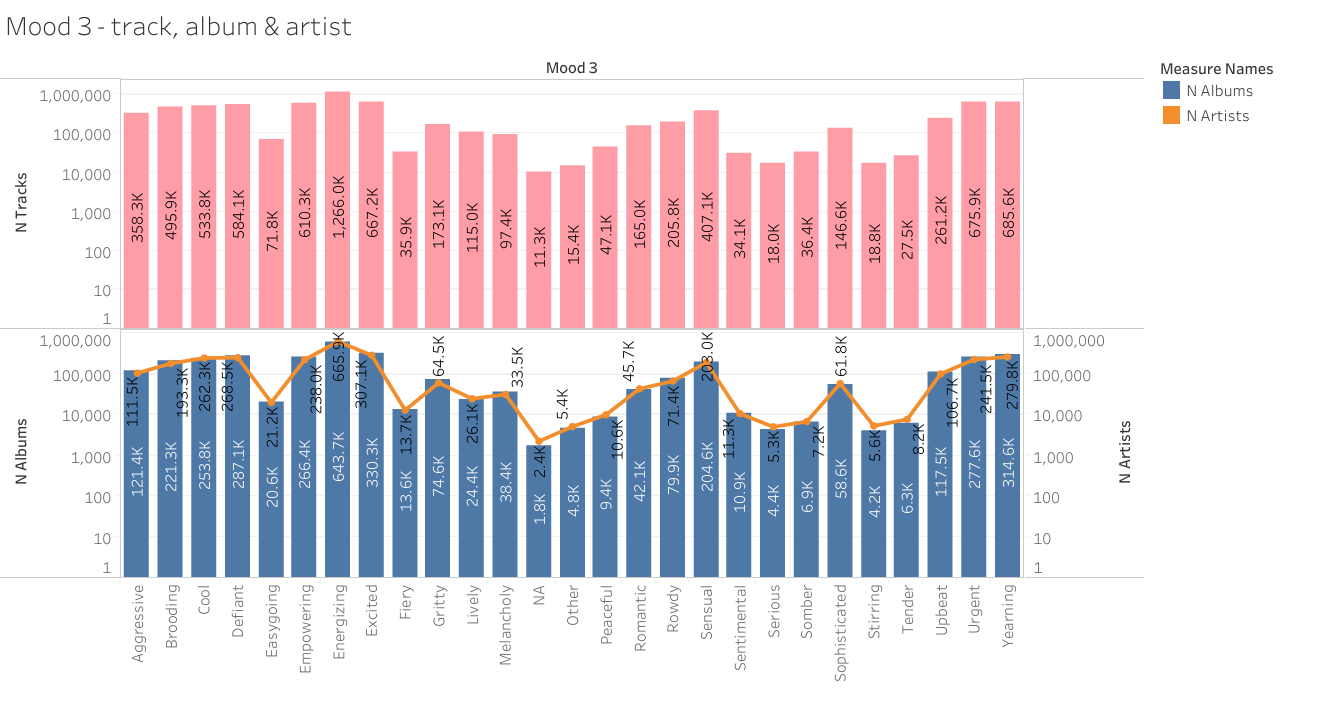 Mood 3 - track, album & artist
Mood 3
Measure Names
N Albums
N Artists
N Tracks
1,000,000
100,000
10,000
1,000
100
10
1
358.3K
495.9K
533.8K
584.1K
71.8K
610.3K
1,266.0K
667.2K
35.9K
173.1K
115.0K
97.4K
11.3K
15.4K
47.1K
165.0K
205.8K
407.1K
34.1K
18.0K
36.4K
146.6K
18.8K
27.5K
261.2K
675.9K
685.6K
N Albums
1,000,000
100,000
10,000
1,000
100
10
1
111.5K
193.3K
262.3K
268.5K
21.2K
238.0K
665.9K
307.1K
13.7K
64.5K
26.1K
33.5K
2.4K
5.4K
10.6K
45.7K
71.4K
203.0K
11.3K
5.3K
7.2K
61.8K
5.6K
8.2K
106.7K
241.5K
279.8K
121.4K
221.3K
253.8K
287.1K
20.6K
266.4K
643.7K
330.3K
13.6K
74.6K
24.4K
38.4K
1.8K
4.8K
9.4K
42.1K
79.9K
204.6K
10.9K
4.4K
6.9K
58.6K
4.2K
6.3K
117.5K
277.6K
314.6K
1,000,000
100,000
10,000
1,000
100
10
1
N Artists
Aggressive
Brooding
Cool
Defiant
Easygoing
Empowering
Energizing
Excited
Fiery
Gritty
Lively
Melancholy
NA
Other
Peaceful
Romantic
Rowdy
Sensual
Sentimental
Serious
Somber
Sophisticated
Stirring
Tender
Upbeat
Urgent
Yearning